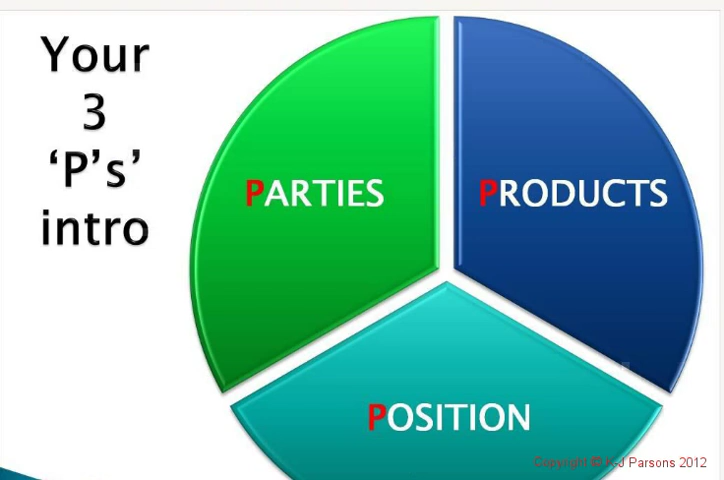 Your
3
‘P’s’
intro
PARTIES
PRODUCTS
POSITION
Copyright © K-J Parsons 2012